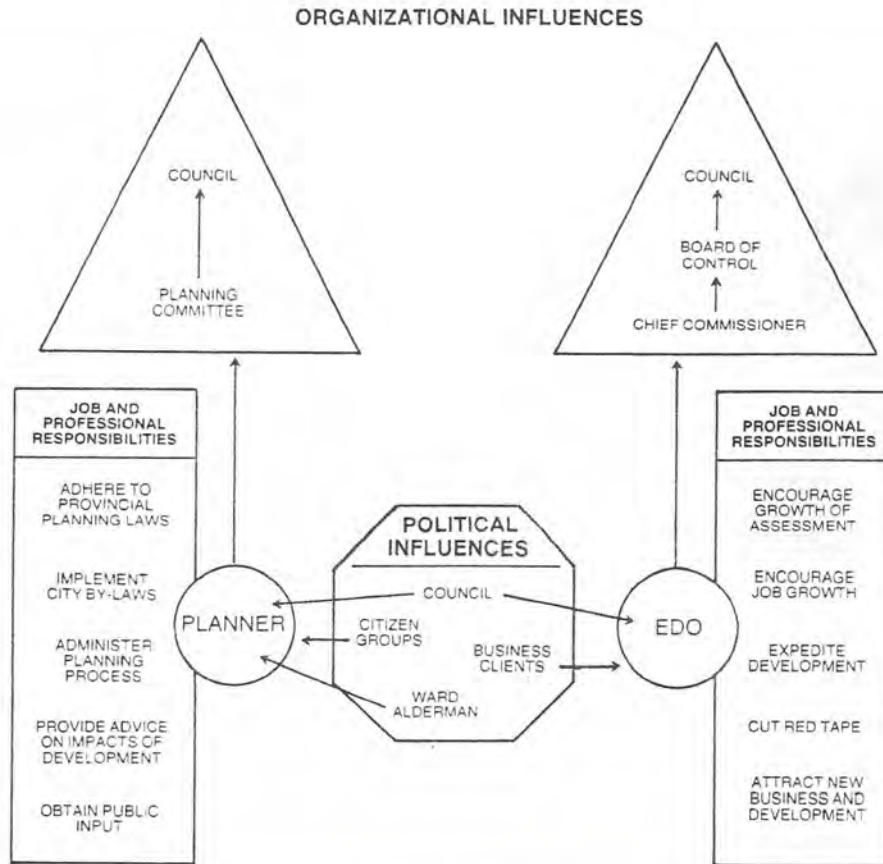 ORGANIZATIONAL INFLUENCES
COUNCIL
PLANNING
COMMITTEE
COUNCIL
BOARD OF
CONTROL
CHIEF COMMISSIONER
JOB AND
PROFESSIONAL
RESPONSIBILITIES
ADHERE TO
PROVINCIAL
PLANNING LAWS
IMPLEMENT
CITY BY-LAWS
ADMINISTER
PLANNING
PROCESS
PROVIDE ADVICE
ON IMPACTS OF
DEVELOPMENT
OBTAIN PUBLIC
INPUT
PLANNER
POLITICAL
INFLUENCES
COUNCIL
CITIZEN
GROUPS
BUSINESS
CLIENTS
WARD
ALDERMAN
EDO
JOB AND
PROFESSIONAL
RESPONSIBILITIES
ENCOURAGE
GROWTH OF
ASSESSMENT
ENCOURAGE
JOB GROWTH
EXPEDITE
DEVELOPMENT
CUT RED TAPE
ATTRACT NEW
BUSINESS AND
DEVELOPMENT